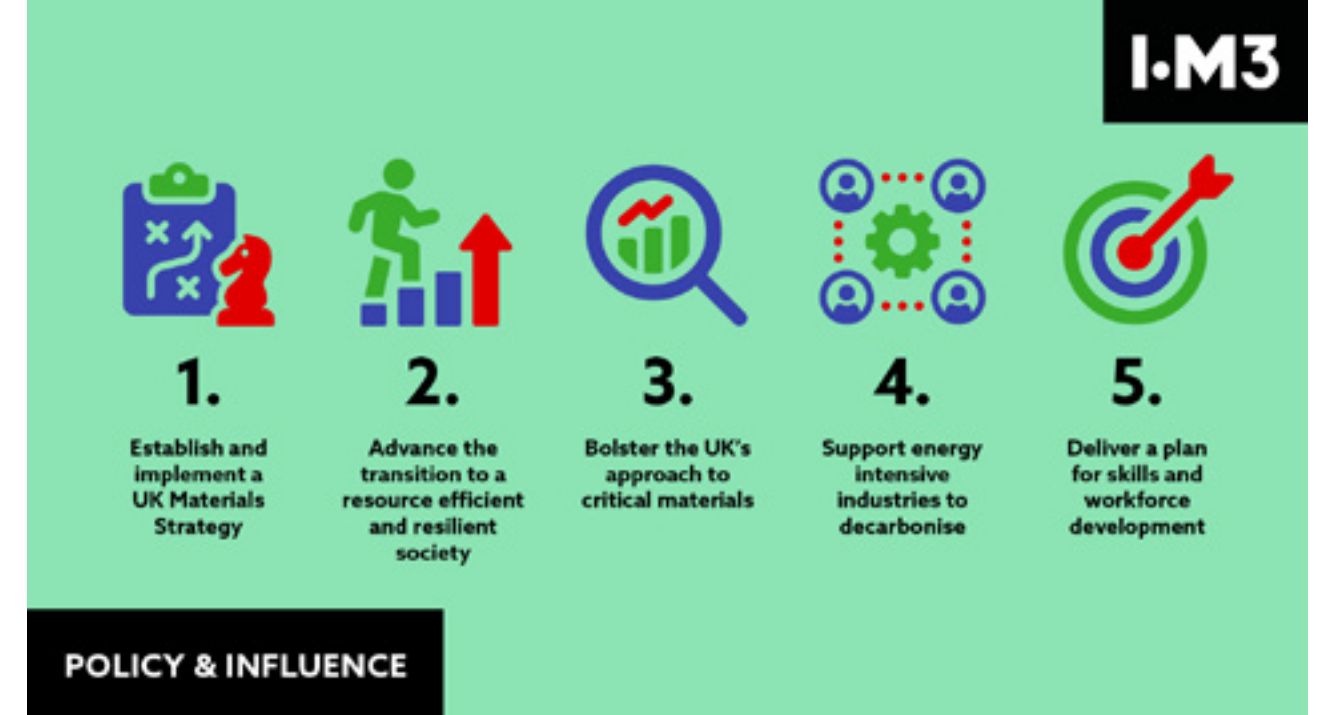 I•M3
1.
Establish and
implement a
UK Materials
Strategy
2.
Advance the
transition to a
resource efficient
and resilient
society
3.
Bolster the UK's
approach to
critical materials
4.
Support energy
intensive
industries to
decarbonise
5.
Deliver a plan
for skills and
workforce
development
POLICY & INFLUENCE